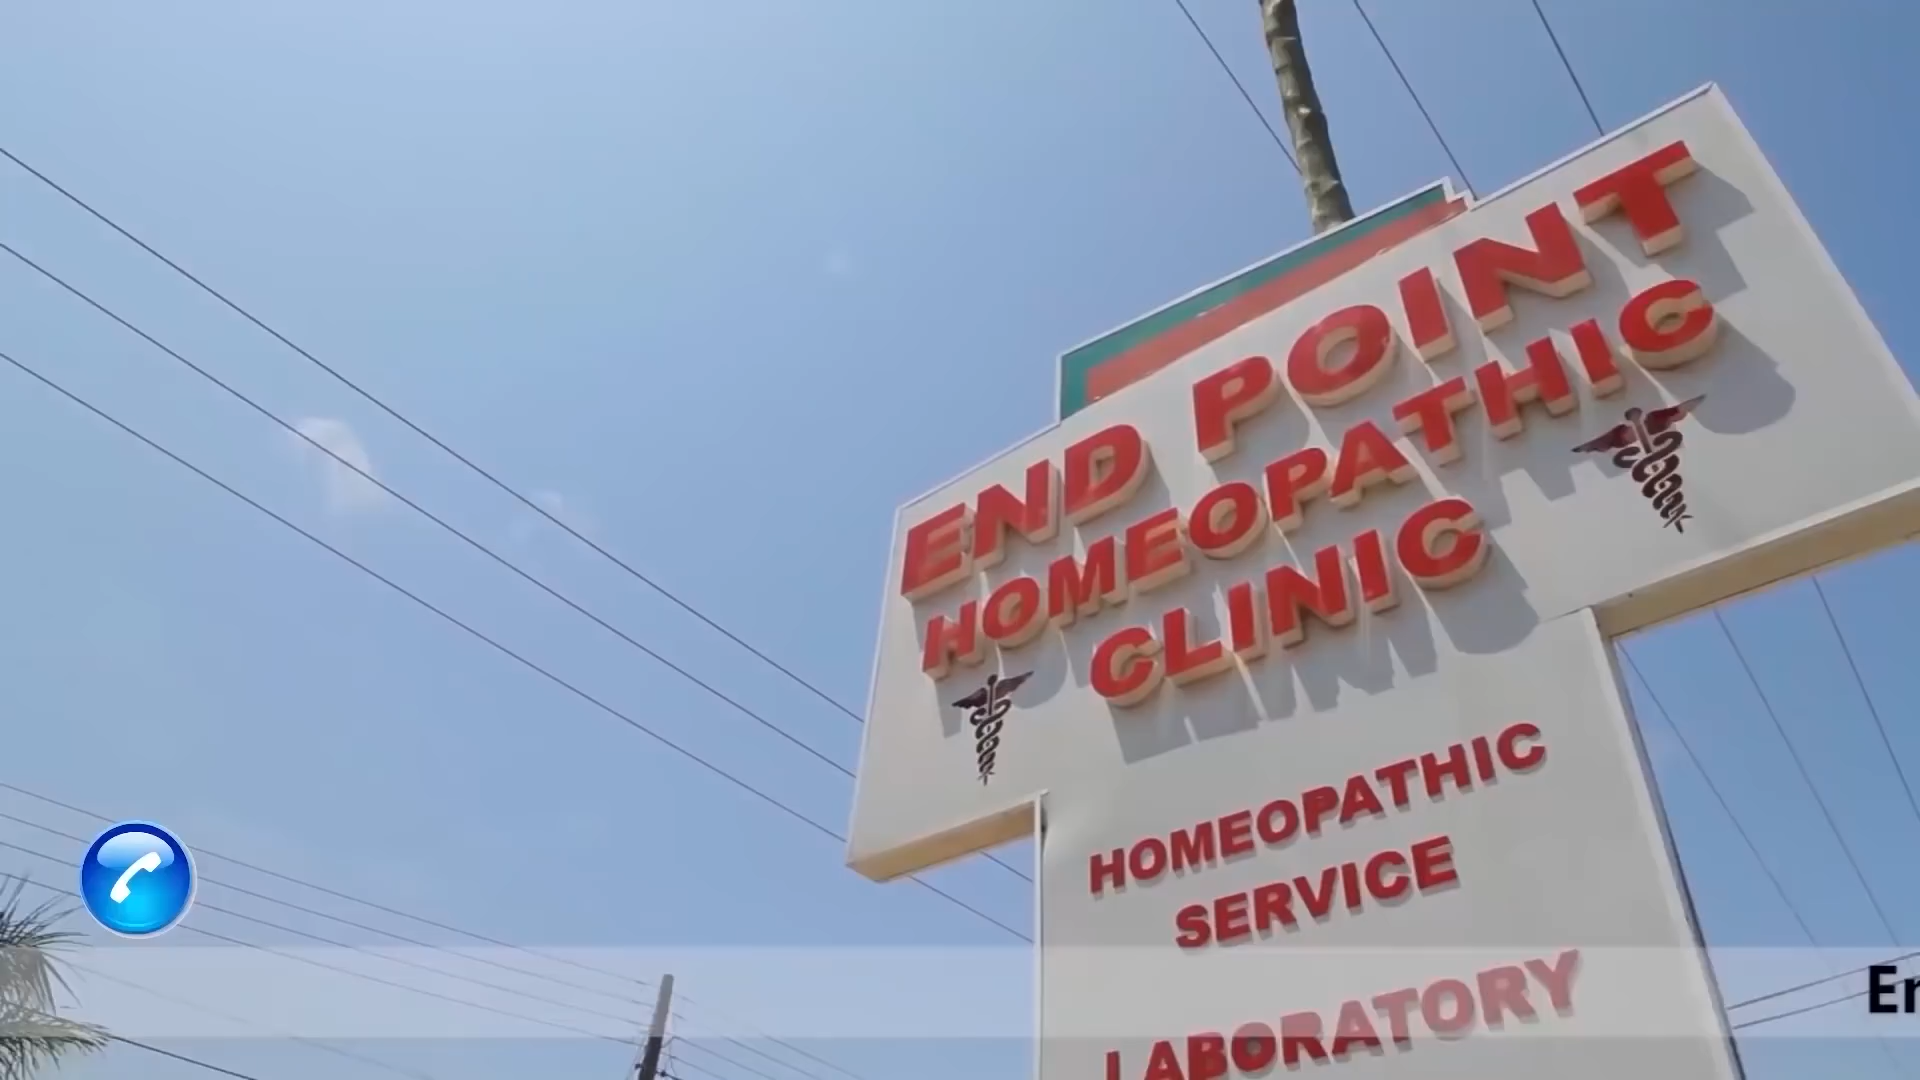 END POINT
HOMEOPATHIC
CLINIC
HOMEOPATHIC
SERVICE
LABORATORY